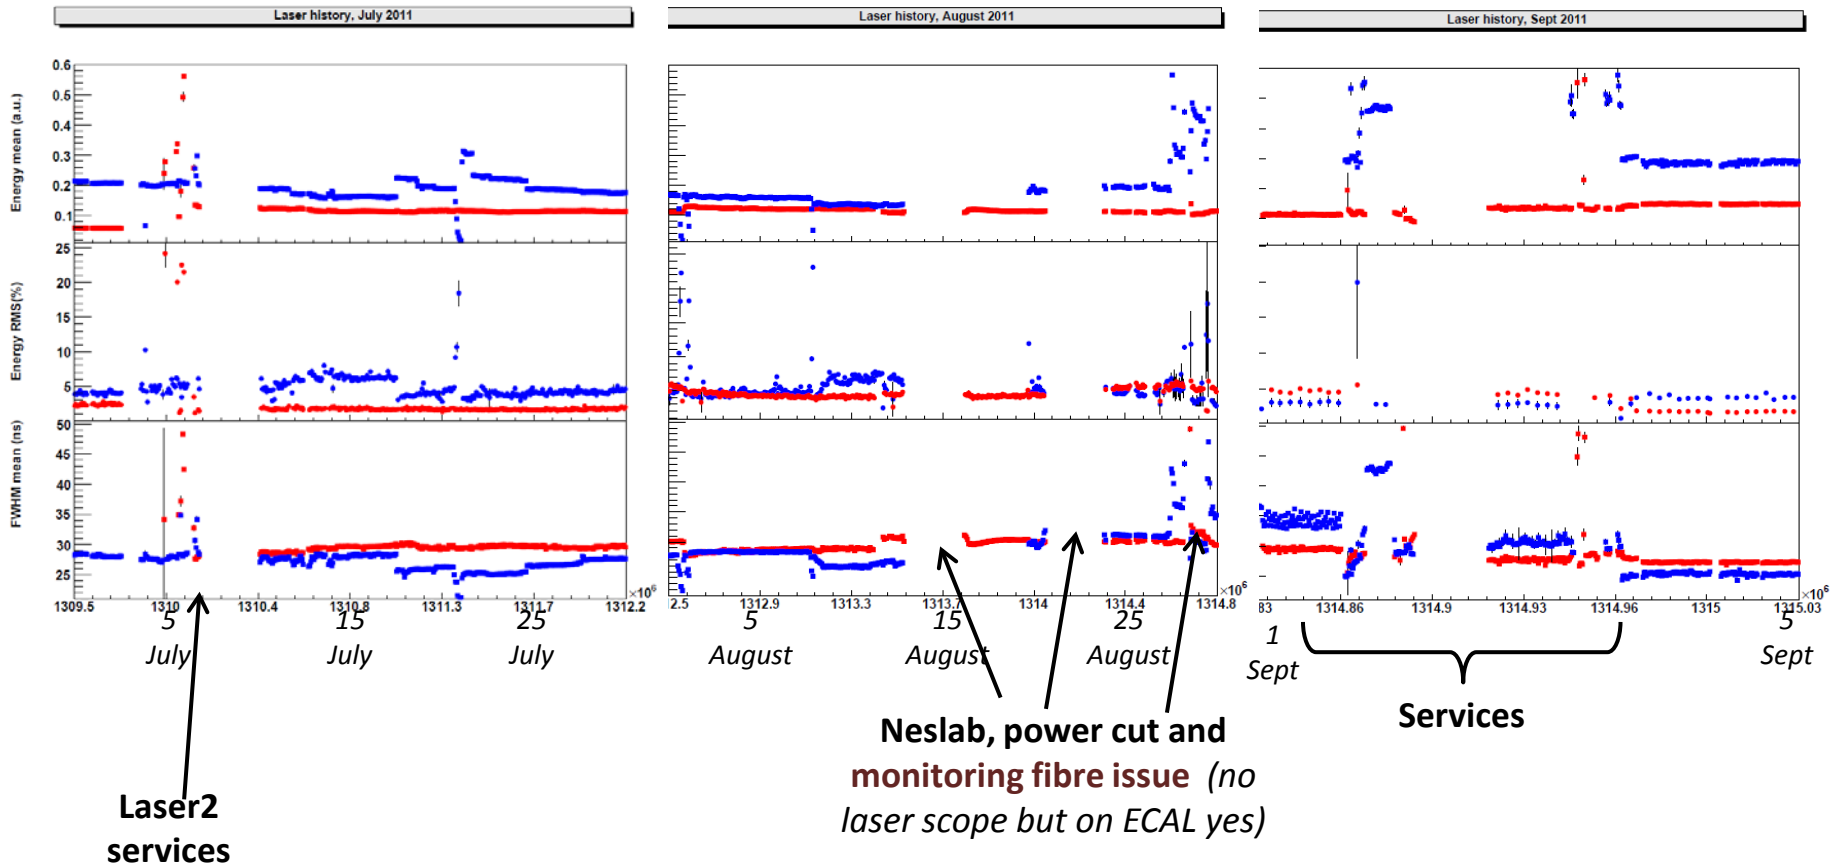 Laser history, July 2011
Laser history, August 2011
Laser history, Sept 2011
Energy mean (a.u.)
0.6
0.5
0.4
0.3
0.2
0.1
Energy RMS(%)
25
20
15
10
5
FWHM mean (ns)
50
45
40
35
30
25
1309.5 1310 1310.4 1310.8 1311.3 1311.7 1312.2 ×10⁶
2.5 1312.9 1313.3 1313.7 1314 1314.4 1314.8 ×10⁶
83 1314.86 1314.9 1314.93 1314.96 1315 1315.03 ×10⁶
5 15 25
July July July
5 15 25
August August August
1 5
Sept Sept
Laser2
services
Neslab, power cut and
monitoring fibre issue (no
laser scope but on ECAL yes)
Services